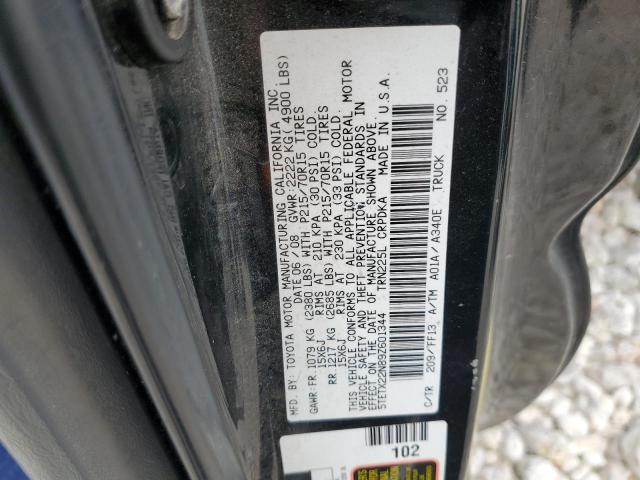 MFD. BY: TOYOTA MOTOR MANUFACTURING CALIFORNIA INC.
DATE 06 / 08 GVWR: 2222 KG( 4900 LBS)
GAWR: FR. 1079 KG (2380 LBS) WITH P215/70R15 TIRES
15X6J RIMS AT 210 KPA (30 PSI) COLD
RR 1217 KG (2685 LBS) WITH P215/70R15 TIRES
15X6J RIMS AT 230 KPA (33 PSI) COLD.
THIS VEHICLE CONFORMS TO ALL APPLICABLE FEDERAL MOTOR
VEHICLE SAFETY AND THEFT PREVENTION STANDARDS IN
EFFECT ON THE DATE OF MANUFACTURE SHOWN ABOVE.
5TETX22N89Z601344 TRN225L CRPDKA MADE IN U.S.A.
C/TR 209/FF13 A/TM A01A/ A340E TRUCK NO. 523
102